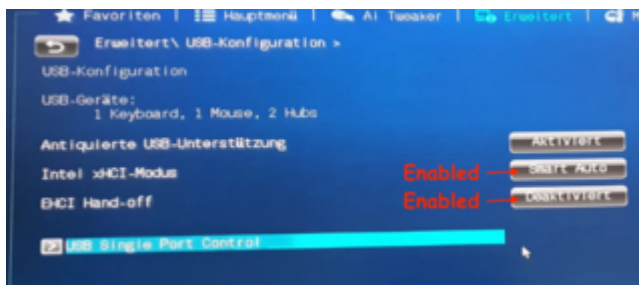 Favoriten | Hauptmenü | Ai Tweaker | Erweitert |
Erweitert\ USB-Konfiguration >
USB-Konfiguration
USB-Geräte:
1 Keyboard, 1 Mouse, 2 Hubs
Antiquierte USB-Unterstützung Aktiviert
Intel xHCI-Modus Enabled Smart Auto
EHCI Hand-off Enabled Deaktiviert
USB Single Port Control